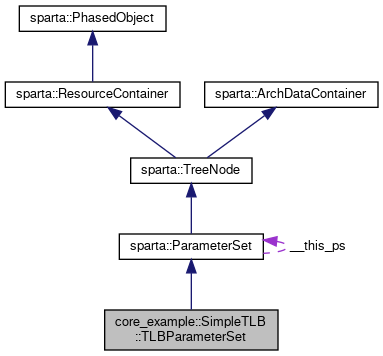 sparta::PhasedObject
sparta::ResourceContainer
sparta::ArchDataContainer
sparta::TreeNode
sparta::ParameterSet
__this_ps
core_example::SimpleTLB
::TLBParameterSet